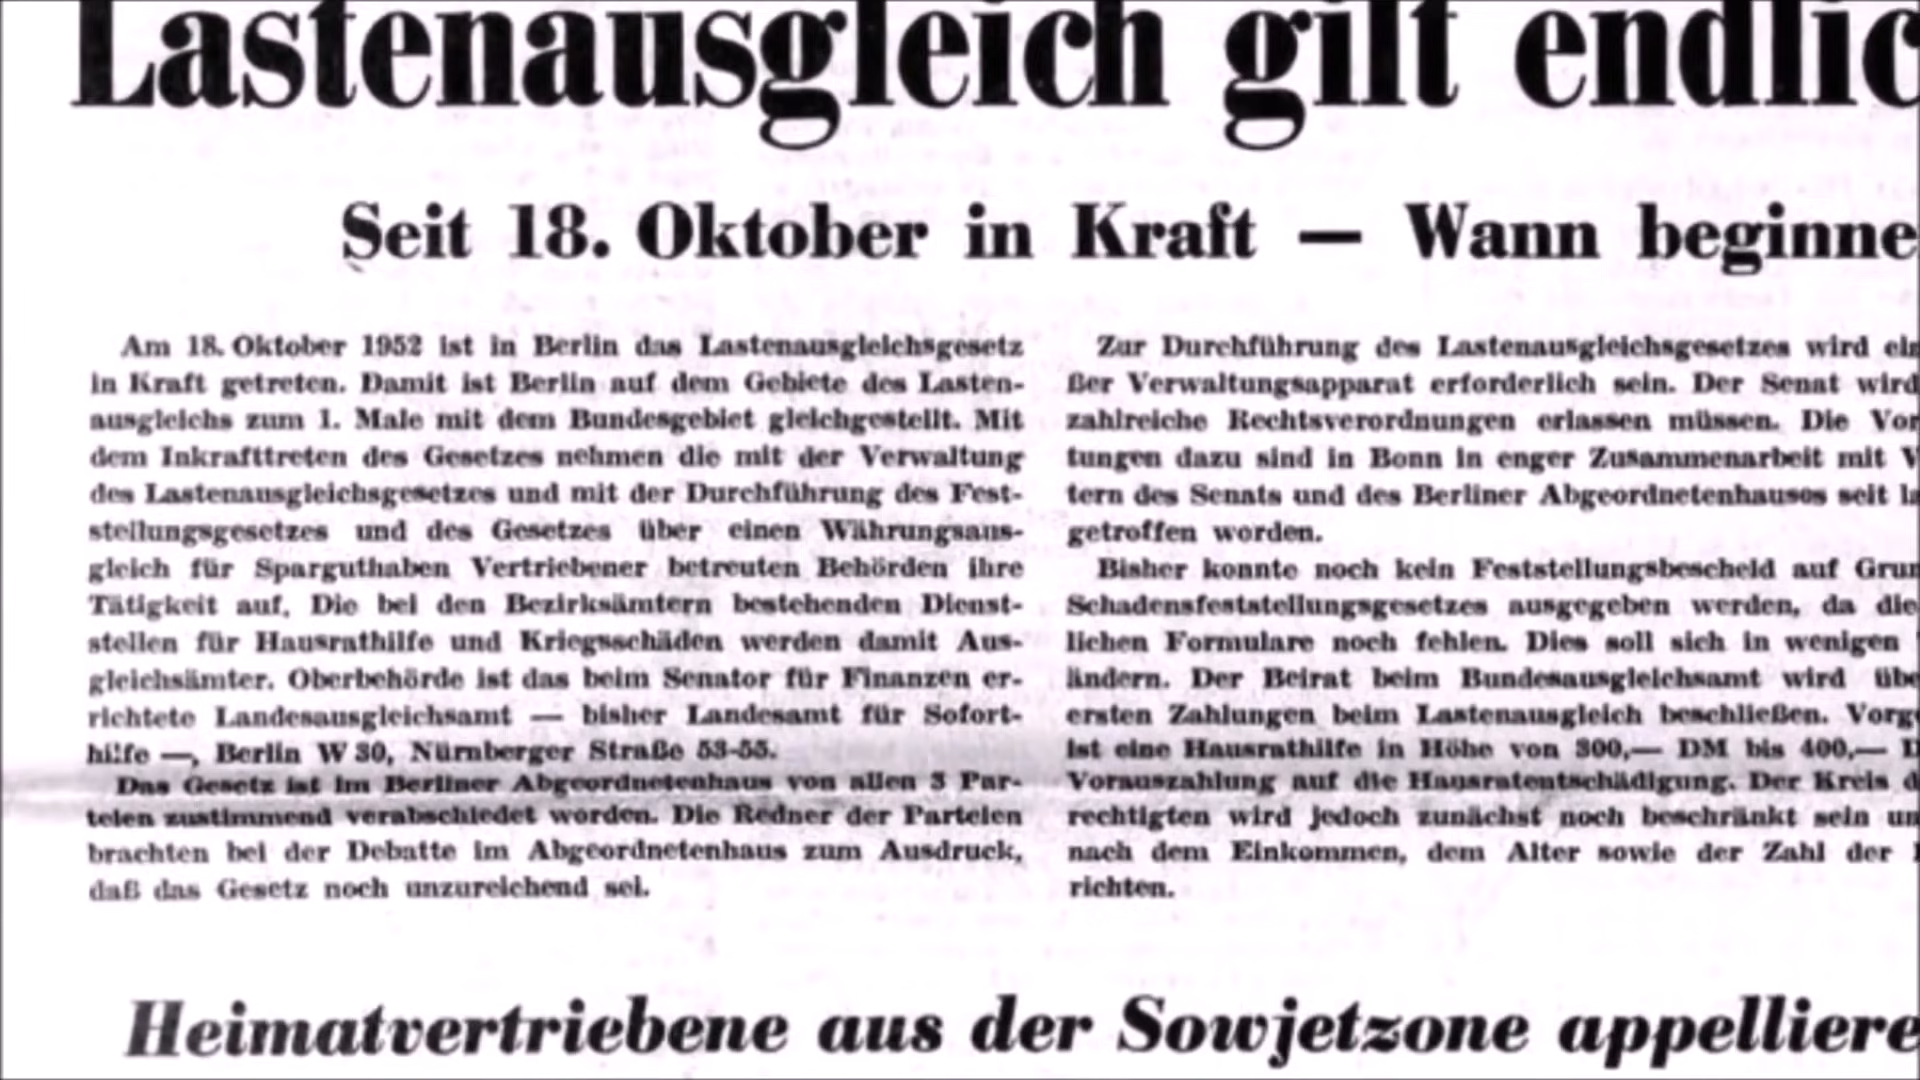 Lastenausgleich gilt endlic
Seit 18. Oktober in Kraft — Wann beginne
Am 18. Oktober 1952 ist in Berlin das Lastenausgleichsgesetz
in Kraft getreten. Damit ist Berlin auf dem Gebiete des Lasten-
ausgleichs zum 1. Male mit dem Bundesgebiet gleichgestellt. Mit
dem Inkrafttreten des Gesetzes nehmen die mit der Verwaltung
des Lastenausgleichsgesetzes und mit der Durchführung des Fest-
stellungsgesetzes und des Gesetzes über einen Währungsaus-
gleich für Sparguthaben Vertriebener betreuten Behörden ihre
Tätigkeit auf. Die bei den Bezirksämtern bestehenden Dienst-
stellen für Hausrathilfe und Kriegsschäden werden damit Aus-
gleichsämter. Oberbehörde ist das beim Senator für Finanzen er-
richtete Landesausgleichsamt — bisher Landesamt für Sofort-
hilfe —, Berlin W 30, Nürnberger Straße 53-55.
Das Gesetz ist im Berliner Abgeordnetenhaus von allen 3 Par-
teien zustimmend verabschiedet worden. Die Redner der Parteien
brachten bei der Debatte im Abgeordnetenhaus zum Ausdruck,
daß das Gesetz noch unzureichend sei.
Zur Durchführung des Lastenausgleichsgesetzes wird ein
ßer Verwaltungsapparat erforderlich sein. Der Senat wird
zahlreiche Rechtsverordnungen erlassen müssen. Die Vor
tungen dazu sind in Bonn in enger Zusammenarbeit mit V
tern des Senats und des Berliner Abgeordnetenhauses seit la
getroffen worden.
Bisher konnte noch kein Feststellungsbescheid auf Grun
Schadensfeststellungsgesetzes ausgegeben werden, da die
lichen Formulare noch fehlen. Dies soll sich in wenigen
ändern. Der Beirat beim Bundesausgleichsamt wird übe
ersten Zahlungen beim Lastenausgleich beschließen. Vorge
ist eine Hausrathilfe in Höhe von 300,— DM bis 400,— D
Vorauszahlung auf die Hausratentschädigung. Der Kreis d
rechtigten wird jedoch zunächst noch beschränkt sein un
nach dem Einkommen, dem Alter sowie der Zahl der
richten.
Heimatvertriebene aus der Sowjetzone appelliere